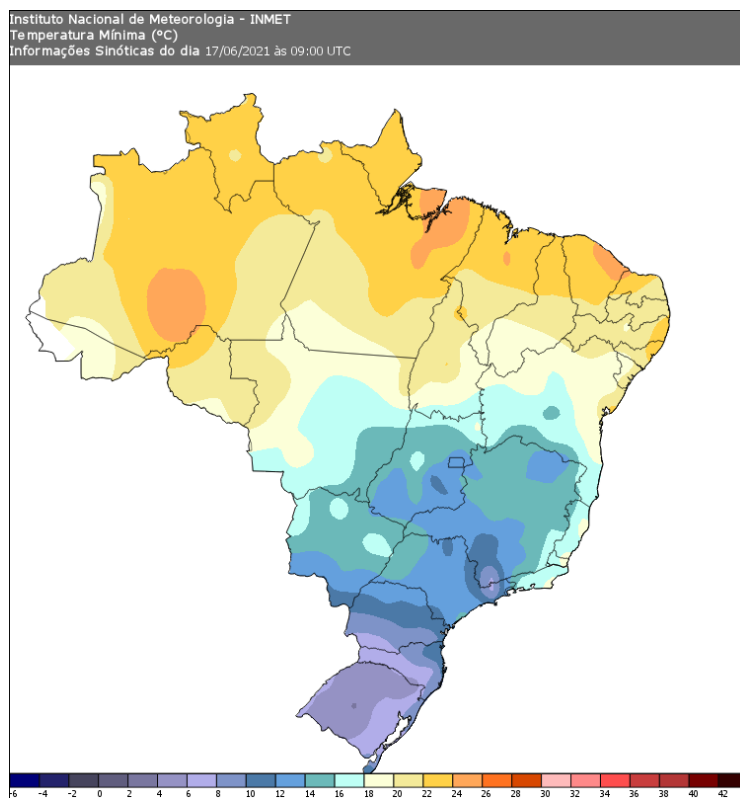 Instituto Nacional de Meteorologia - INMET
Temperatura Mínima (ºC)
Informações Sinóticas do dia 17/06/2021 às 09:00 UTC
-6 -4 -2 0 2 4 6 8 10 12 14 16 18 20 22 24 26 28 30 32 34 36 38 40 42